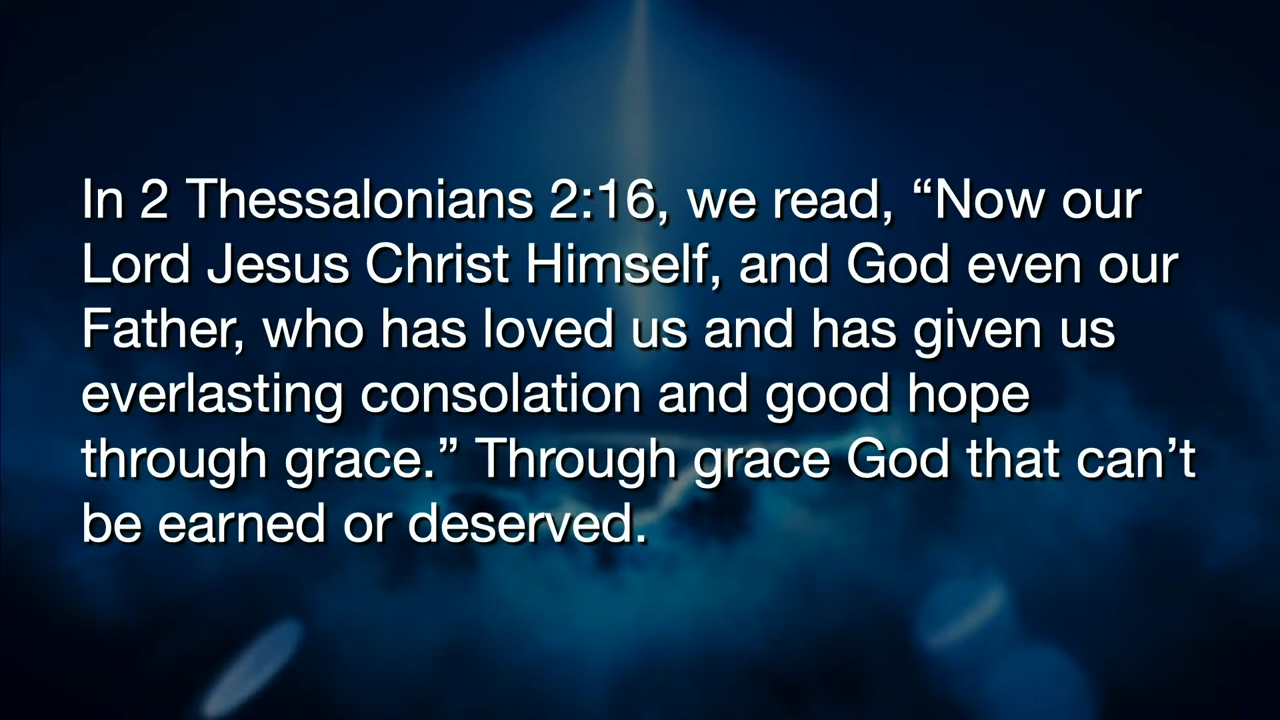 In 2 Thessalonians 2:16, we read, “Now our
Lord Jesus Christ Himself, and God even our
Father, who has loved us and has given us
everlasting consolation and good hope
through grace.” Through grace God that can’t
be earned or deserved.